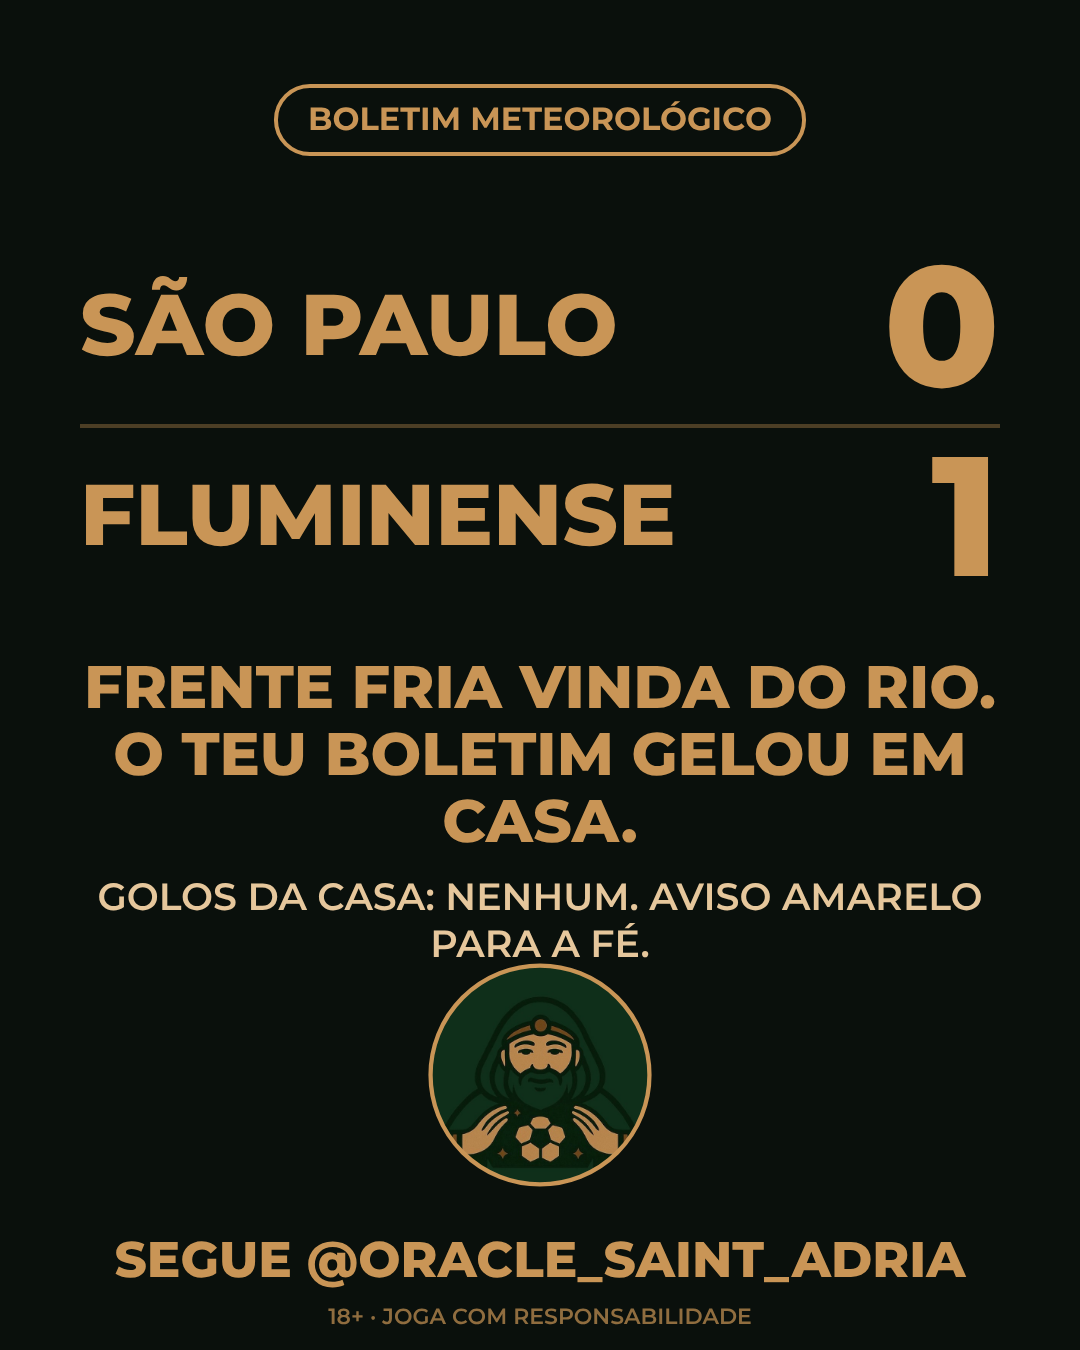 BOLETIM METEOROLÓGICO
SÃO PAULO 0
FLUMINENSE 1
FRENTE FRIA VINDA DO RIO.
O TEU BOLETIM GELOU EM
CASA.
GOLOS DA CASA: NENHUM. AVISO AMARELO
PARA A FÉ.
SEGUE @ORACLE_SAINT_ADRIA
18+ · JOGA COM RESPONSABILIDADE